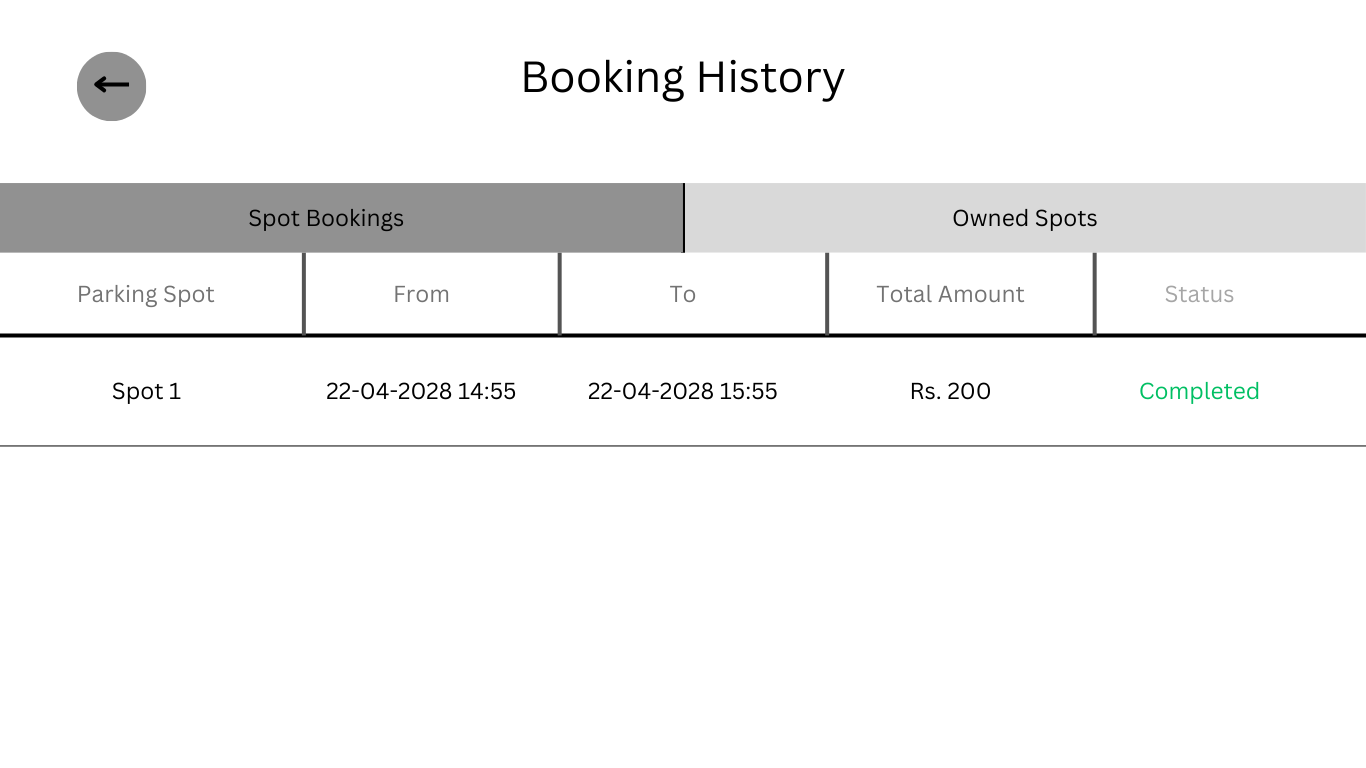 Booking History
Spot Bookings Owned Spots
Parking Spot From To Total Amount Status
Spot 1 22-04-2028 14:55 22-04-2028 15:55 Rs. 200 Completed